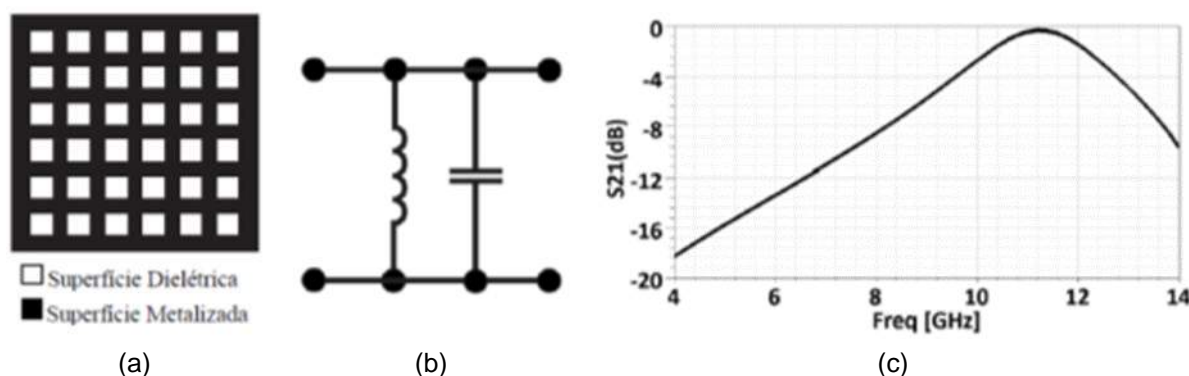 Superfície Dielétrica
Superfície Metalizada
(a)
(b)
S21(dB)
0
-4
-8
-12
-16
-20
4 6 8 10 12 14
Freq [GHz]
(c)